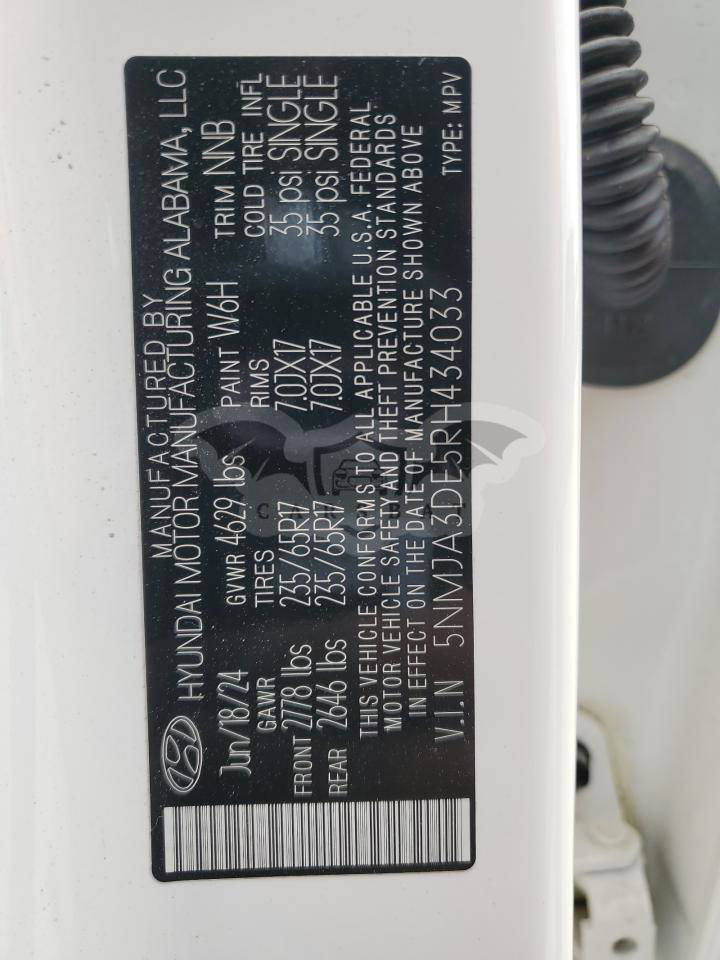 MANUFACTURED BY
HYUNDAI MOTOR MANUFACTURING ALABAMA, LLC
Jun/18/24 GVWR 4629 lbs PAINT W6H TRIM NNB
GAWR TIRES RIMS COLD TIRE INFL
FRONT 2778 lbs 235/65R17 7.0JX17 35 psi SINGLE
REAR 2646 lbs 235/65R17 7.0JX17 35 psi SINGLE
THIS VEHICLE CONFORMS TO ALL APPLICABLE U.S.A. FEDERAL
MOTOR VEHICLE SAFETY AND THEFT PREVENTION STANDARDS
IN EFFECT ON THE DATE OF MANUFACTURE SHOWN ABOVE
V.I.N 5NMJA3DE5RH434033 TYPE: MPV
CARSBAT